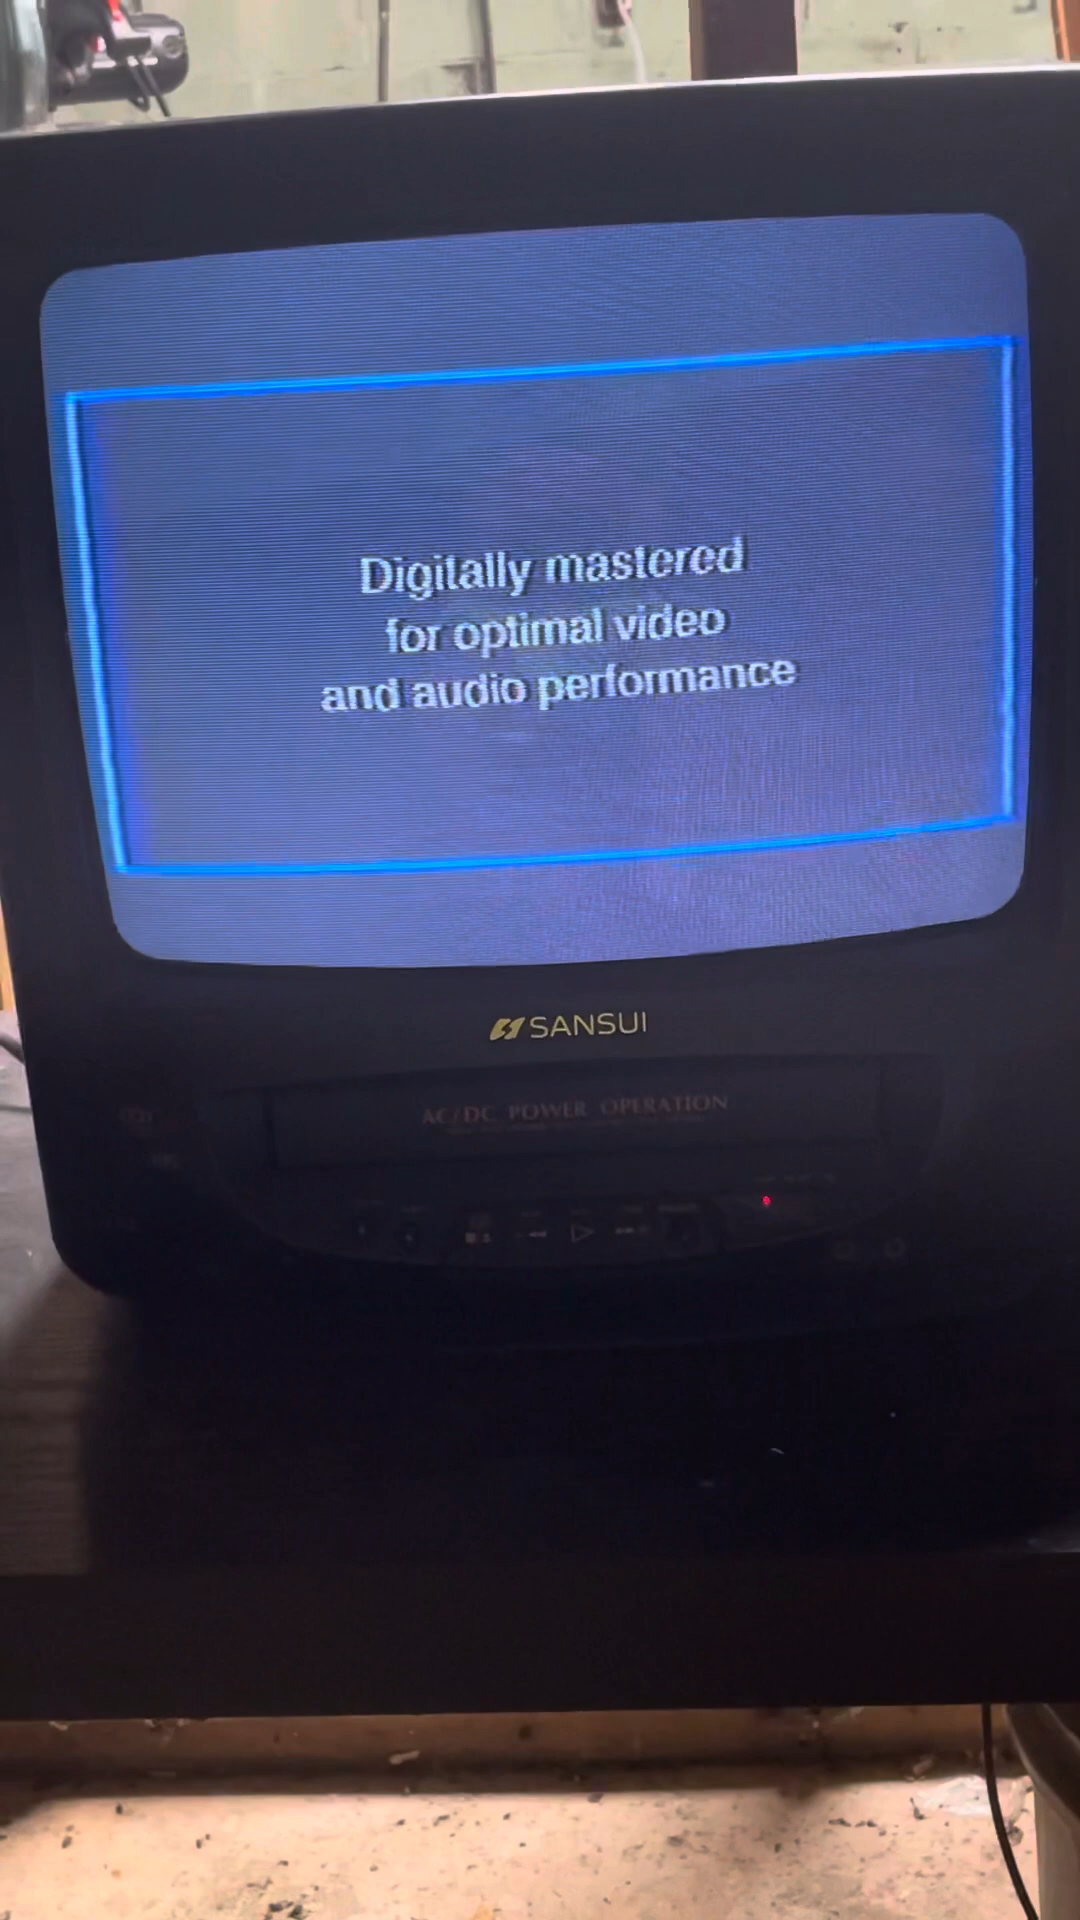 Digitally mastered
for optimal video
and audio performance
SANSUI
AC/DC POWER OPERATION